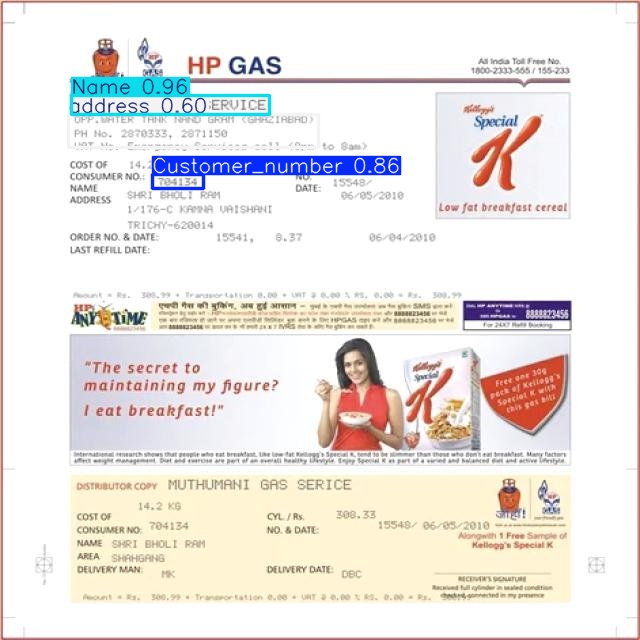 HP GAS
All India Toll Free No.
1800-2333-555 / 155-233
Name 0.96
address 0.60 ERVICE
OPP.WATER TANK NAND GRAM (GHAZIABAD)
PH No. 2870333, 2871150
Customer_number 0.86
COST OF 14.2
CONSUMER NO.: 704134 NO. 15548/
NAME SHRI BHOLI RAM DATE: 06/05/2010
ADDRESS 1/176-C KAMNA VAISHANI
TRICHY-620014
ORDER NO. & DATE: 15541, 8.37 06/04/2010
LAST REFILL DATE:
Kellogg's
Special
K
Low fat breakfast cereal
Amount = Rs. 308.99 + Transportation 0.00 + VAT @ 0.00 % RS. 0.00 = Rs. 308.99
HP ANYTIME
8888823456
एचपी गैस की बुकिंग, अब हुई आसान -
DIAL HP ANYTIME IVRS @
Or
SMS HPGAS to 8888823456
For 24X7 Refill Booking
"The secret to
maintaining my figure?
I eat breakfast!"
Kellogg's
Special
K
Free one 30g
pack of Kellogg's
Special K with
this gas bill
International research shows that people who eat breakfast, like low-fat Kellogg's Special K, tend to be slimmer than those who don't eat breakfast. Many factors
affect weight management. Diet and exercise are part of an overall healthy lifestyle. Enjoy Special K as part of a varied and balanced diet and active lifestyle.
DISTRIBUTOR COPY MUTHUMANI GAS SERICE
14.2 KG
COST OF CYL. / Rs. 308.33
CONSUMER NO: 704134 NO. & DATE: 15548/ 06/05/2010
NAME SHRI BHOLI RAM
AREA SHAHGANG
DELIVERY MAN: MK DELIVERY DATE: DBC
Alongwith 1 Free Sample of
Kellogg's Special K
RECEIVER'S SIGNATURE
Received full cylinder in sealed condition
checked, connected in my presence
Amount = Rs. 308.99 + Transportation 0.00 + VAT @ 0.00 % RS. 0.00 = Rs.